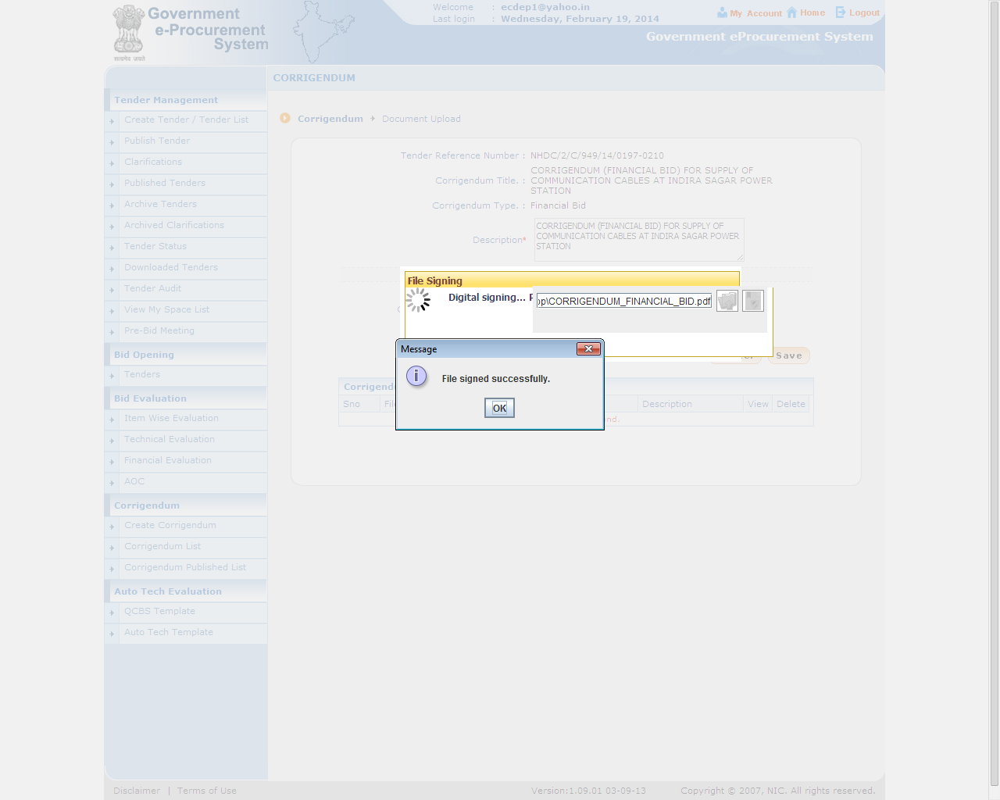 Government
e-Procurement
System
सत्यमेव जयते
Welcome : ecdep1@yahoo.in
Last login : Wednesday, February 19, 2014
My Account Home Logout
Government eProcurement System
CORRIGENDUM
Tender Management
Create Tender / Tender List
Publish Tender
Clarifications
Published Tenders
Archive Tenders
Archived Clarifications
Tender Status
Downloaded Tenders
Tender Audit
View My Space List
Pre-Bid Meeting
Bid Opening
Tenders
Bid Evaluation
Item Wise Evaluation
Technical Evaluation
Financial Evaluation
AOC
Corrigendum
Create Corrigendum
Corrigendum List
Corrigendum Published List
Auto Tech Evaluation
QCBS Template
Auto Tech Template
Corrigendum + Document Upload
Tender Reference Number : NHDC/2/C/949/14/0197-0210
Corrigendum Title. : CORRIGENDUM (FINANCIAL BID) FOR SUPPLY OF
COMMUNICATION CABLES AT INDIRA SAGAR POWER
STATION
Corrigendum Type. : Financial Bid
Description*
CORRIGENDUM (FINANCIAL BID) FOR SUPPLY OF
COMMUNICATION CABLES AT INDIRA SAGAR POWER
STATION
File Signing
Digital signing...
op\CORRIGENDUM_FINANCIAL_BID.pdf
Save
Message
File signed successfully.
OK
Sno Description View Delete
Disclaimer | Terms of Use
Version:1.09.01 03-09-13
Copyright © 2007, NIC. All rights reserved.